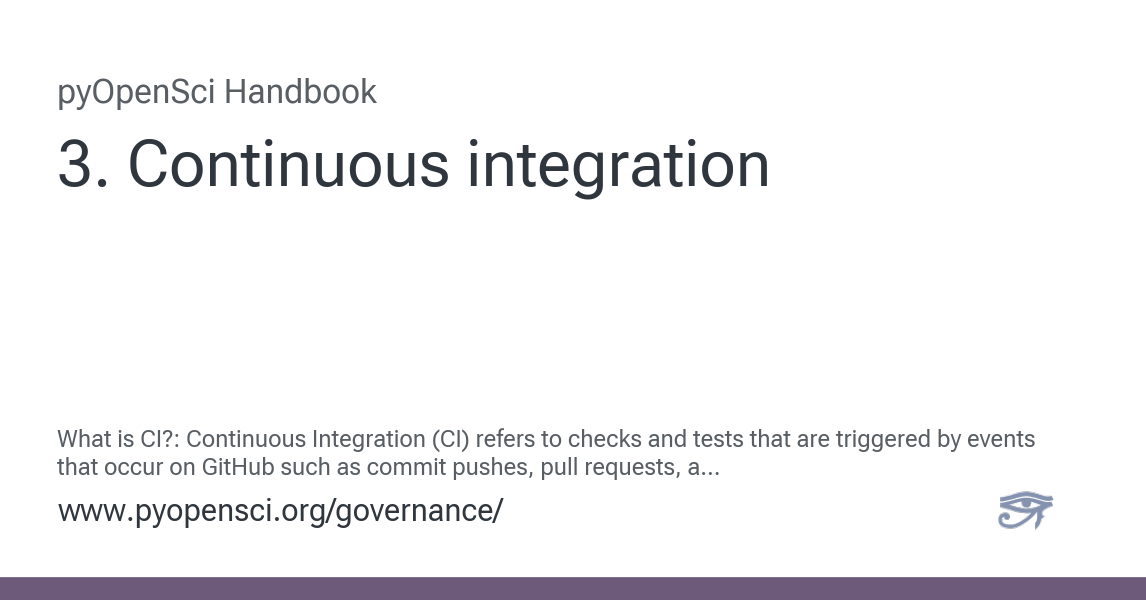 pyOpenSci Handbook
3. Continuous integration
What is CI?: Continuous Integration (CI) refers to checks and tests that are triggered by events
that occur on GitHub such as commit pushes, pull requests, a...
www.pyopensci.org/governance/